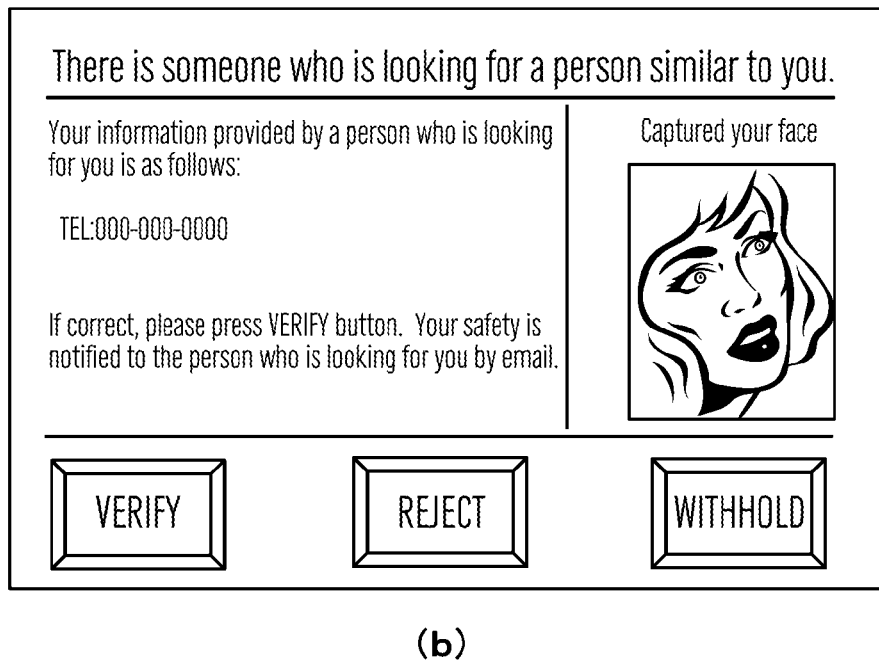 There is someone who is looking for a person similar to you.
Your information provided by a person who is looking
for you is as follows:
TEL:000-000-0000
If correct, please press VERIFY button. Your safety is
notified to the person who is looking for you by email.
Captured your face
VERIFY
REJECT
WITHHOLD
(b)